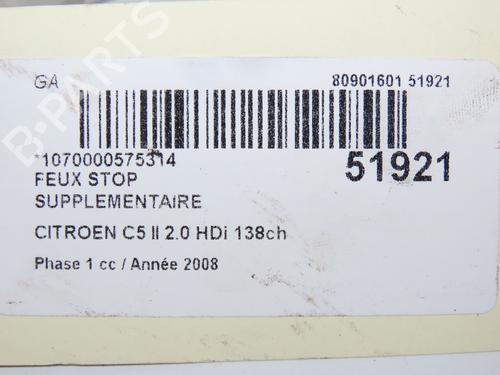 GA
80901601 51921
*1070000575314
51921
FEUX STOP
SUPPLEMENTAIRE
CITROEN C5 II 2.0 HDi 138ch
Phase 1 cc / Année 2008
B-PARTS